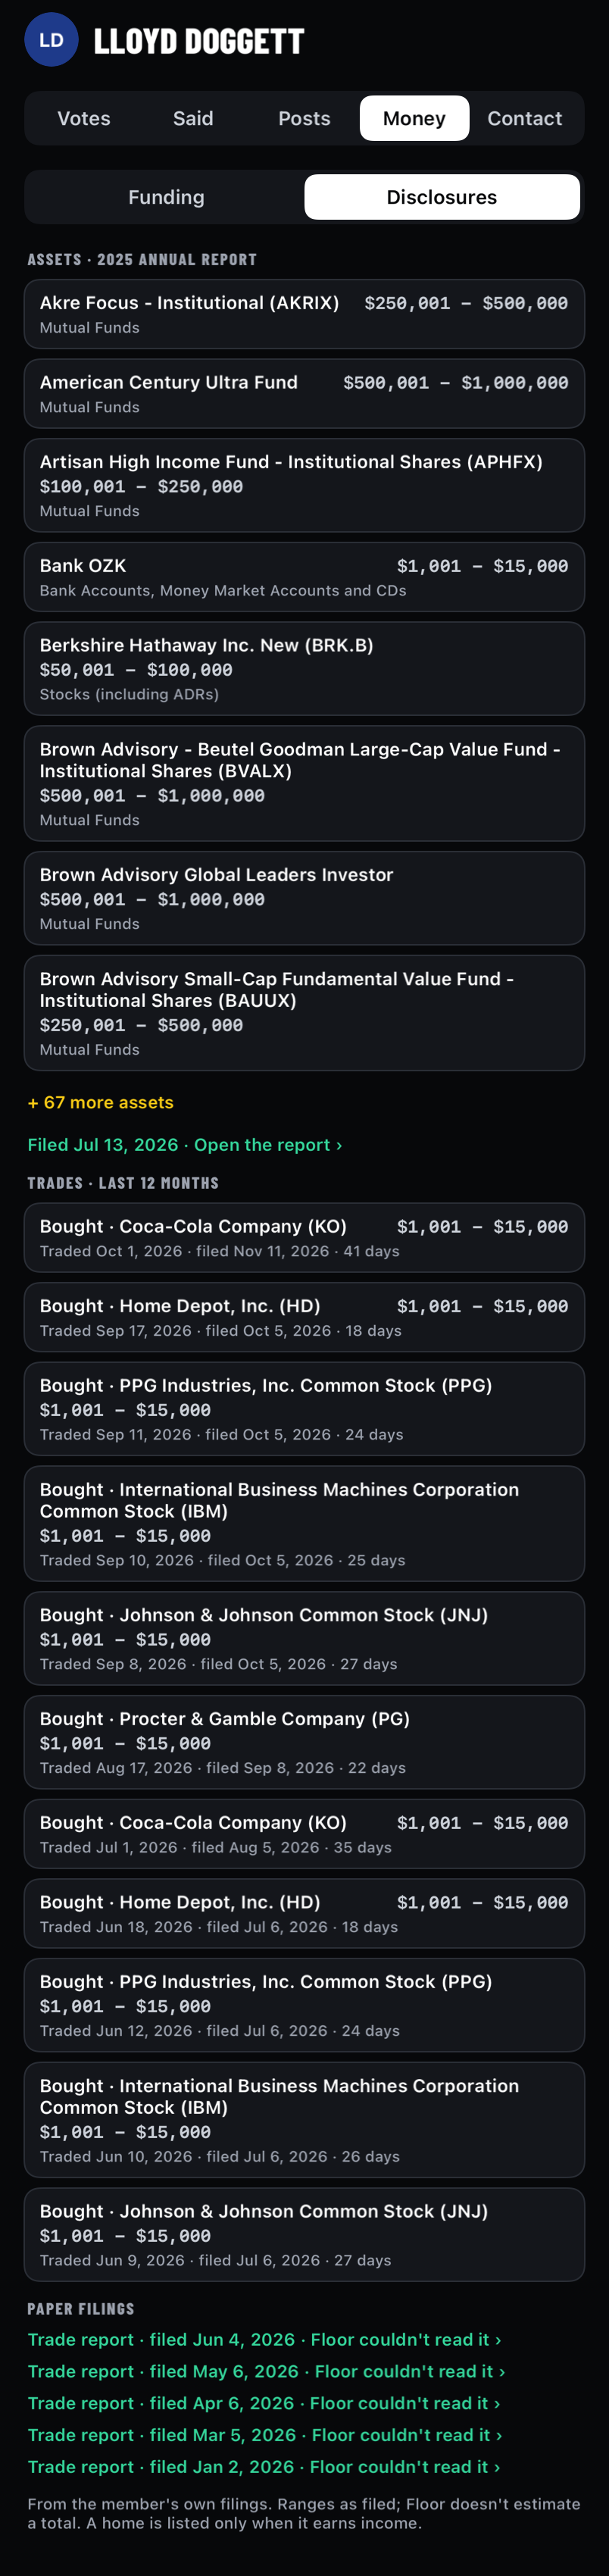 LD
LLOYD DOGGETT
Votes
Said
Posts
Money
Contact
Funding
Disclosures
ASSETS · 2025 ANNUAL REPORT
Akre Focus - Institutional (AKRIX) $250,001 – $500,000
Mutual Funds
American Century Ultra Fund $500,001 – $1,000,000
Mutual Funds
Artisan High Income Fund - Institutional Shares (APHFX)
$100,001 – $250,000
Mutual Funds
Bank OZK $1,001 – $15,000
Bank Accounts, Money Market Accounts and CDs
Berkshire Hathaway Inc. New (BRK.B)
$50,001 – $100,000
Stocks (including ADRs)
Brown Advisory - Beutel Goodman Large-Cap Value Fund -
Institutional Shares (BVALX)
$500,001 – $1,000,000
Mutual Funds
Brown Advisory Global Leaders Investor
$500,001 – $1,000,000
Mutual Funds
Brown Advisory Small-Cap Fundamental Value Fund -
Institutional Shares (BAUUX)
$250,001 – $500,000
Mutual Funds
+ 67 more assets
Filed Jul 13, 2026 · Open the report ›
TRADES · LAST 12 MONTHS
Bought · Coca-Cola Company (KO) $1,001 – $15,000
Traded Oct 1, 2026 · filed Nov 11, 2026 · 41 days
Bought · Home Depot, Inc. (HD) $1,001 – $15,000
Traded Sep 17, 2026 · filed Oct 5, 2026 · 18 days
Bought · PPG Industries, Inc. Common Stock (PPG)
$1,001 – $15,000
Traded Sep 11, 2026 · filed Oct 5, 2026 · 24 days
Bought · International Business Machines Corporation
Common Stock (IBM)
$1,001 – $15,000
Traded Sep 10, 2026 · filed Oct 5, 2026 · 25 days
Bought · Johnson & Johnson Common Stock (JNJ)
$1,001 – $15,000
Traded Sep 8, 2026 · filed Oct 5, 2026 · 27 days
Bought · Procter & Gamble Company (PG)
$1,001 – $15,000
Traded Aug 17, 2026 · filed Sep 8, 2026 · 22 days
Bought · Coca-Cola Company (KO) $1,001 – $15,000
Traded Jul 1, 2026 · filed Aug 5, 2026 · 35 days
Bought · Home Depot, Inc. (HD) $1,001 – $15,000
Traded Jun 18, 2026 · filed Jul 6, 2026 · 18 days
Bought · PPG Industries, Inc. Common Stock (PPG)
$1,001 – $15,000
Traded Jun 12, 2026 · filed Jul 6, 2026 · 24 days
Bought · International Business Machines Corporation
Common Stock (IBM)
$1,001 – $15,000
Traded Jun 10, 2026 · filed Jul 6, 2026 · 26 days
Bought · Johnson & Johnson Common Stock (JNJ)
$1,001 – $15,000
Traded Jun 9, 2026 · filed Jul 6, 2026 · 27 days
PAPER FILINGS
Trade report · filed Jun 4, 2026 · Floor couldn't read it ›
Trade report · filed May 6, 2026 · Floor couldn't read it ›
Trade report · filed Apr 6, 2026 · Floor couldn't read it ›
Trade report · filed Mar 5, 2026 · Floor couldn't read it ›
Trade report · filed Jan 2, 2026 · Floor couldn't read it ›
From the member's own filings. Ranges as filed; Floor doesn't estimate
a total. A home is listed only when it earns income.